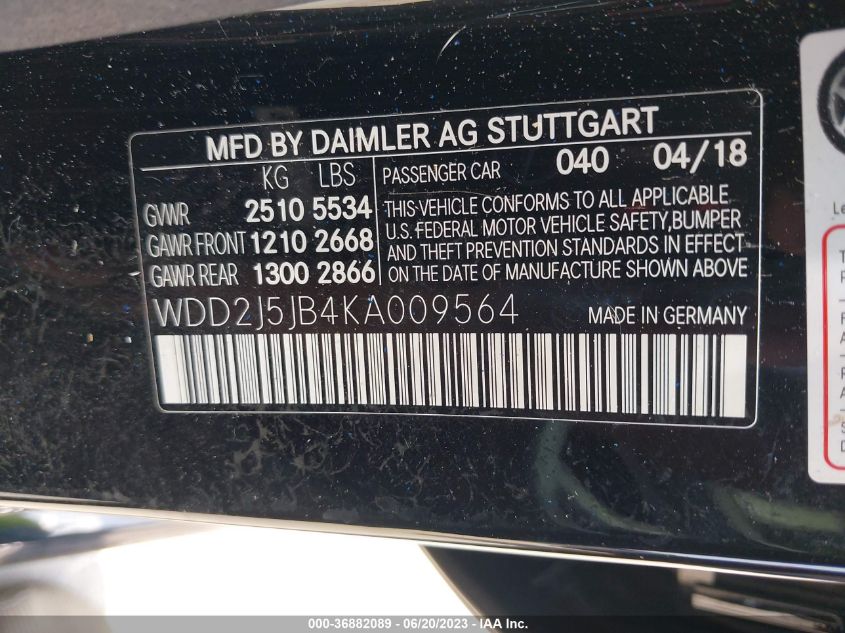 MFD BY DAIMLER AG STUTTGART
KG LBS
GVWR 2510 5534
GAWR FRONT 1210 2668
GAWR REAR 1300 2866
PASSENGER CAR 040 04/18
THIS VEHICLE CONFORMS TO ALL APPLICABLE
U.S. FEDERAL MOTOR VEHICLE SAFETY,BUMPER
AND THEFT PREVENTION STANDARDS IN EFFECT
ON THE DATE OF MANUFACTURE SHOWN ABOVE
WDD2J5JB4KA009564 MADE IN GERMANY
000-36882089 - 06/20/2023 - IAA Inc.